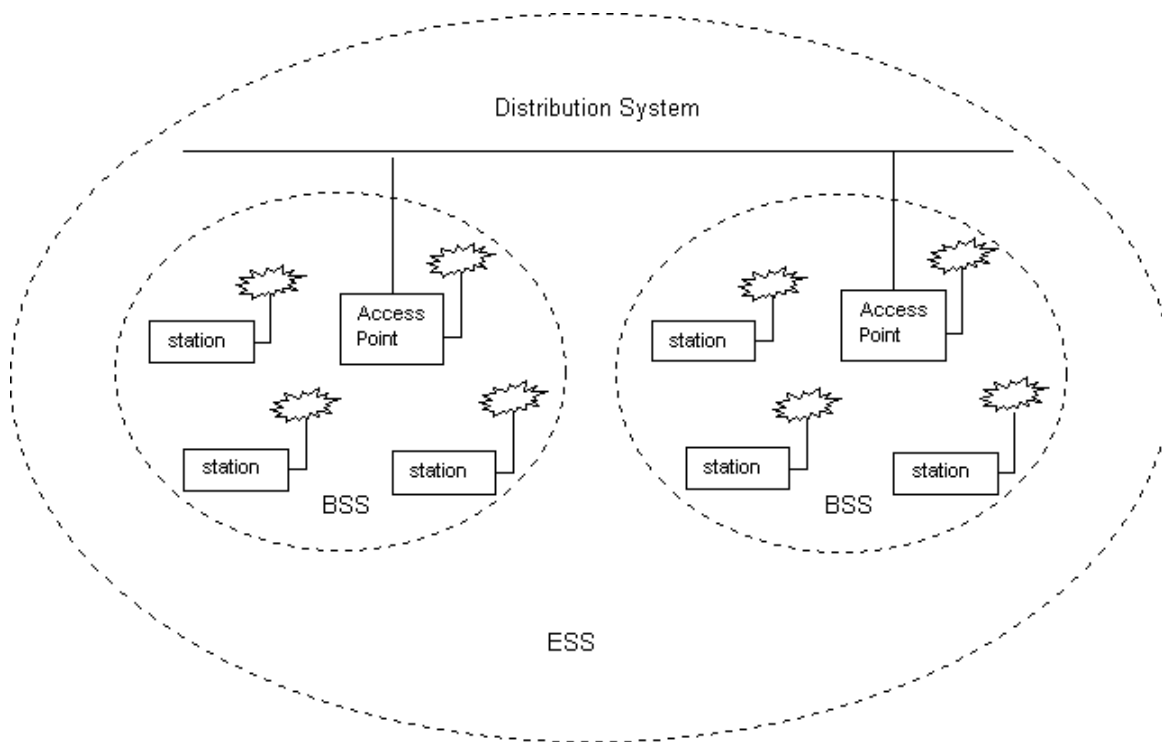 Distribution System
Access
Point
station
station
station
BSS
Access
Point
station
station
station
BSS
ESS